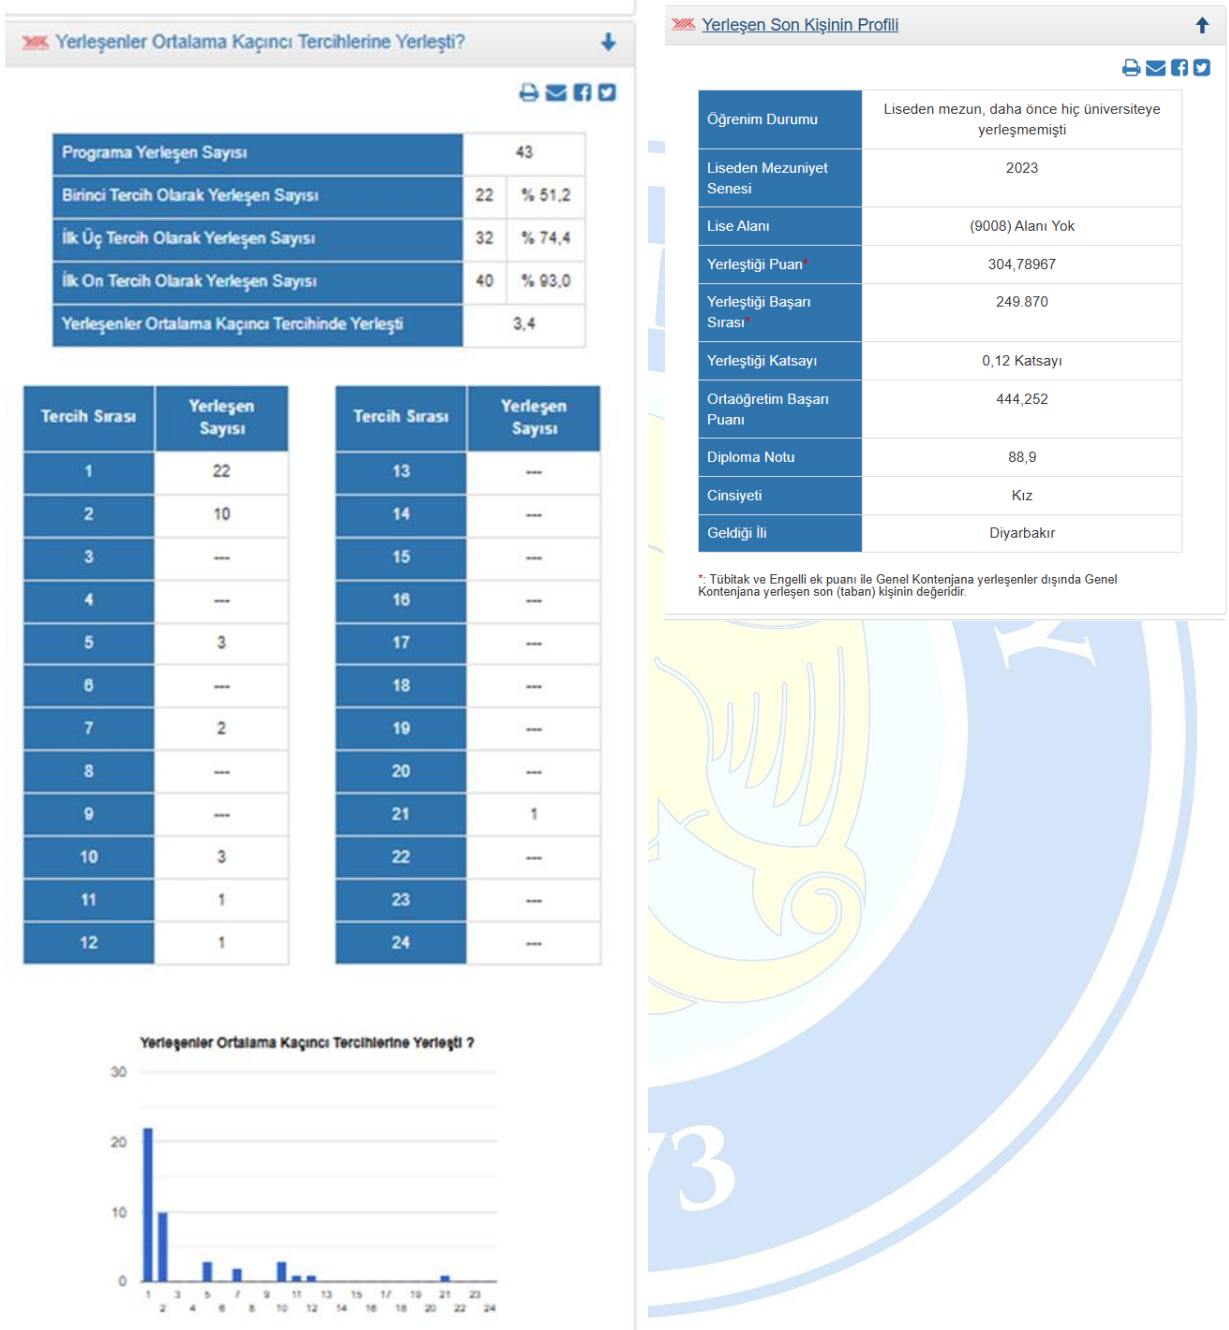 Yerleşenler Ortalama Kaçıncı Tercihlerine Yerleşti?
Programa Yerleşen Sayısı 43
Birinci Tercih Olarak Yerleşen Sayısı 22 % 51,2
İlk Üç Tercih Olarak Yerleşen Sayısı 32 % 74,4
İlk On Tercih Olarak Yerleşen Sayısı 40 % 93,0
Yerleşenler Ortalama Kaçıncı Tercihinde Yerleşti 3,4
Tercih Sırası Yerleşen Sayısı
1 22
2 10
3 ---
4 ---
5 3
6 ---
7 2
8 ---
9 ---
10 3
11 1
12 1
Tercih Sırası Yerleşen Sayısı
13 ---
14 ---
15 ---
16 ---
17 ---
18 ---
19 ---
20 ---
21 1
22 ---
23 ---
24 ---
Yerleşenler Ortalama Kaçıncı Tercihlerine Yerleşti ?
30
20
10
0
1 3 5 7 9 11 13 15 17 19 21 23
2 4 6 8 10 12 14 16 18 20 22 24
Yerleşen Son Kişinin Profili
Öğrenim Durumu Liseden mezun, daha önce hiç üniversiteye
yerleşmemişti
Liseden Mezuniyet 2023
Senesi
Lise Alanı (9008) Alanı Yok
Yerleştiği Puan* 304,78967
Yerleştiği Başarı 249.870
Sırası*
Yerleştiği Katsayı 0,12 Katsayı
Ortaöğretim Başarı 444,252
Puanı
Diploma Notu 88,9
Cinsiyeti Kız
Geldiği İli Diyarbakır
*: Tübitak ve Engelli ek puanı ile Genel Kontenjana yerleşenler dışında Genel
Kontenjana yerleşen son (taban) kişinin değeridir.
73